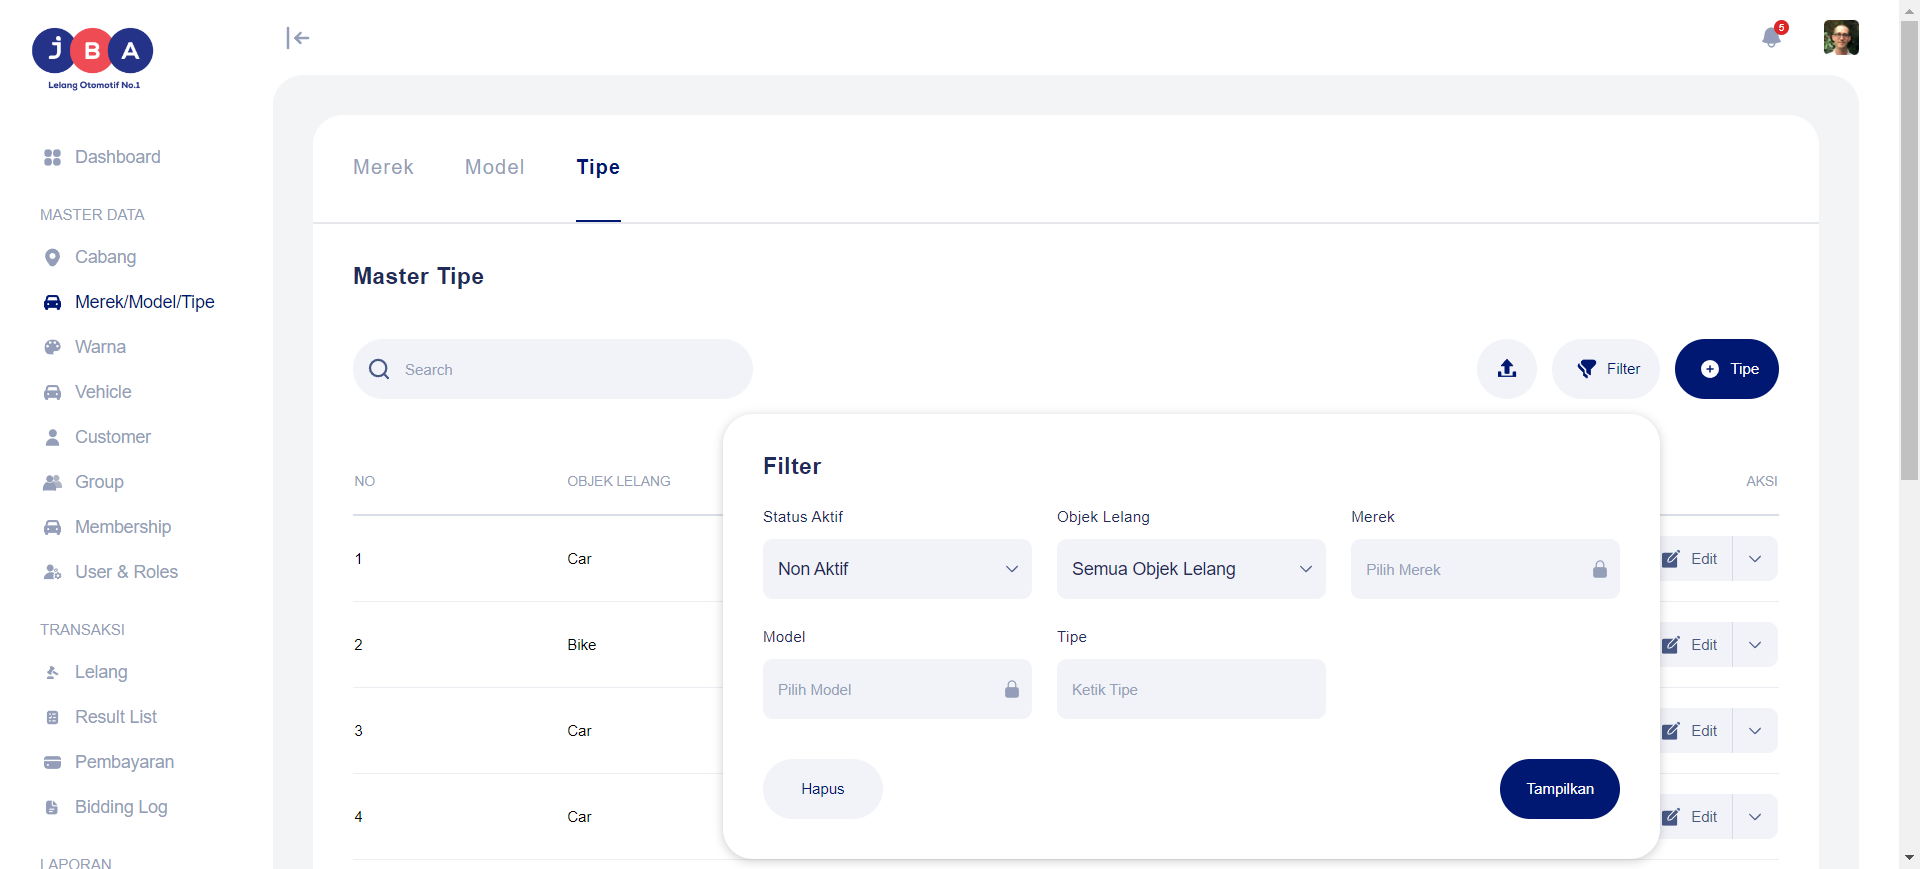 JBA
Lelang Otomotif No.1
5
Dashboard
MASTER DATA
Cabang
Merek/Model/Tipe
Warna
Vehicle
Customer
Group
Membership
User & Roles
TRANSAKSI
Lelang
Result List
Pembayaran
Bidding Log
LAPORAN
Merek Model Tipe
Master Tipe
Search
Filter
Tipe
NO OBJEK LELANG AKSI
1 Car Edit
2 Bike Edit
3 Car Edit
4 Car Edit
Filter
Status Aktif Objek Lelang Merek
Non Aktif Semua Objek Lelang Pilih Merek
Model Tipe
Pilih Model Ketik Tipe
Hapus Tampilkan